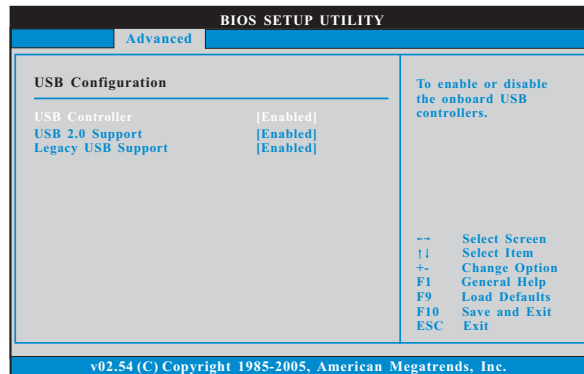 BIOS SETUP UTILITY
Advanced
USB Configuration
USB Controller [Enabled]
USB 2.0 Support [Enabled]
Legacy USB Support [Enabled]
To enable or disable
the onboard USB
controllers.
←→ Select Screen
↑↓ Select Item
+- Change Option
F1 General Help
F9 Load Defaults
F10 Save and Exit
ESC Exit
v02.54 (C) Copyright 1985-2005, American Megatrends, Inc.